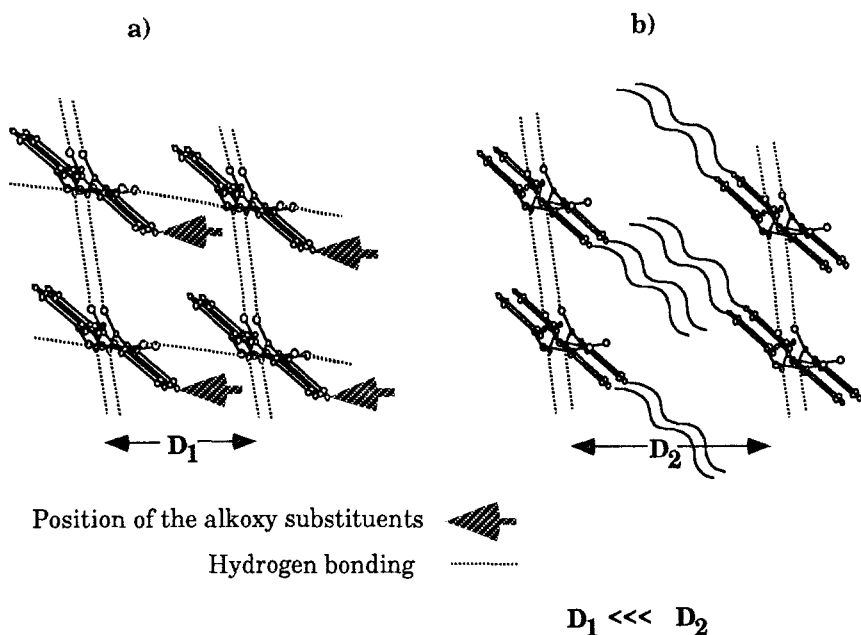 a)
b)
D₁
D₂
Position of the alkoxy substituents
Hydrogen bonding
D₁ <<< D₂